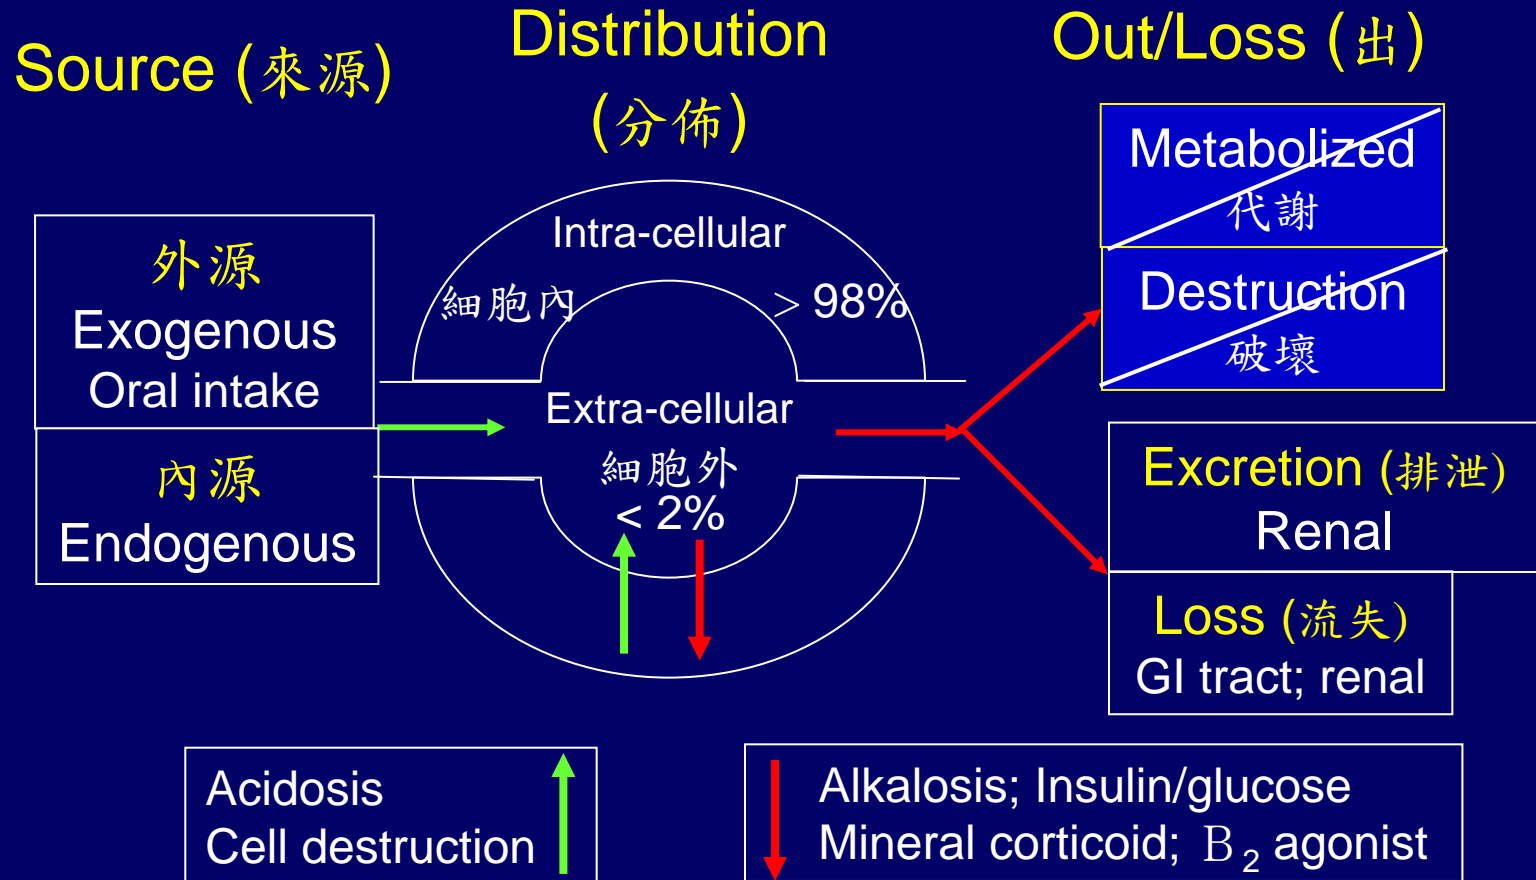 Source (來源)
Distribution
(分佈)
Out/Loss (出)
外源
Exogenous
Oral intake
內源
Endogenous
Intra-cellular
細胞內
> 98%
Extra-cellular
細胞外
< 2%
Metabolized
代謝
Destruction
破壞
Excretion (排泄)
Renal
Loss (流失)
GI tract; renal
Acidosis
Cell destruction
Alkalosis; Insulin/glucose
Mineral corticoid; B₂ agonist